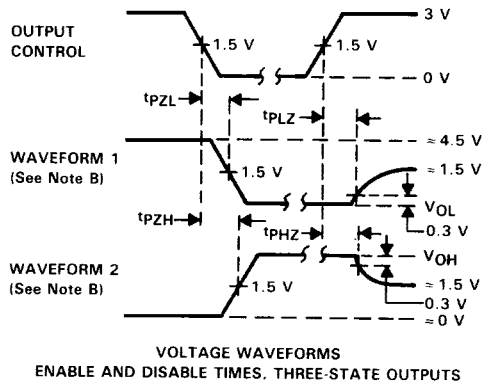 OUTPUT
CONTROL
3 V
1.5 V
1.5 V
0 V
tPZL
tPLZ
≈ 4.5 V
WAVEFORM 1
(See Note B)
1.5 V
≈ 1.5 V
VOL
0.3 V
tPZH
tPHZ
VOH
WAVEFORM 2
(See Note B)
1.5 V
≈ 1.5 V
0.3 V
≈ 0 V
VOLTAGE WAVEFORMS
ENABLE AND DISABLE TIMES, THREE-STATE OUTPUTS